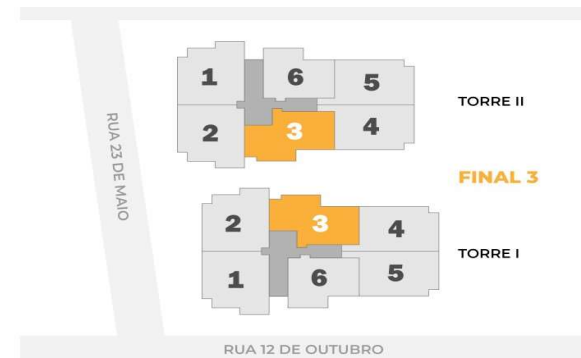 1
6
5
TORRE II
2
3
4
RUA 23 DE MAIO
FINAL 3
2
3
4
TORRE I
1
6
5
RUA 12 DE OUTUBRO